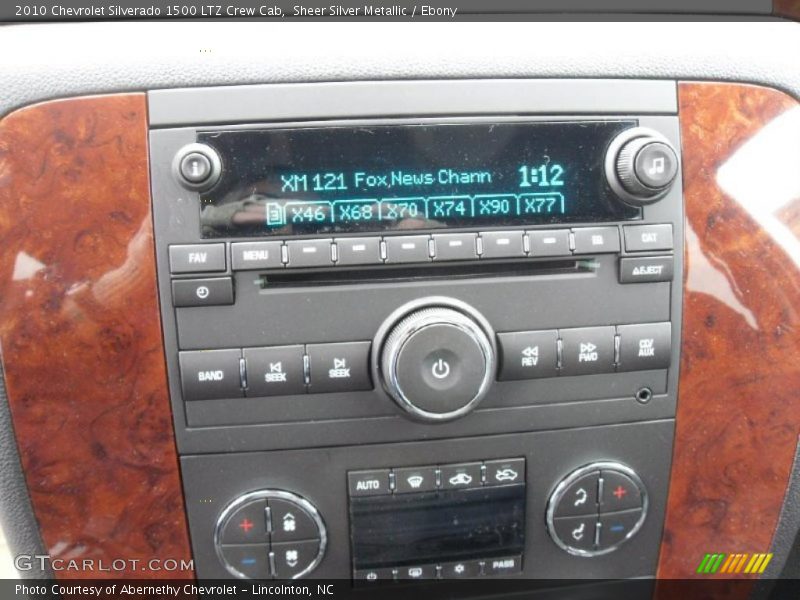 2010 Chevrolet Silverado 1500 LTZ Crew Cab,  Sheer Silver Metallic / Ebony
XM 121 Fox,News Chann 1:12
3 X46 X68 X70 X74 X90 X77
FAV MENU CAT
EJECT
BAND SEEK SEEK REV FWD CD/AUX
AUTO
PASS
GTCARLOT.COM
Photo Courtesy of Abernethy Chevrolet - Lincolnton, NC